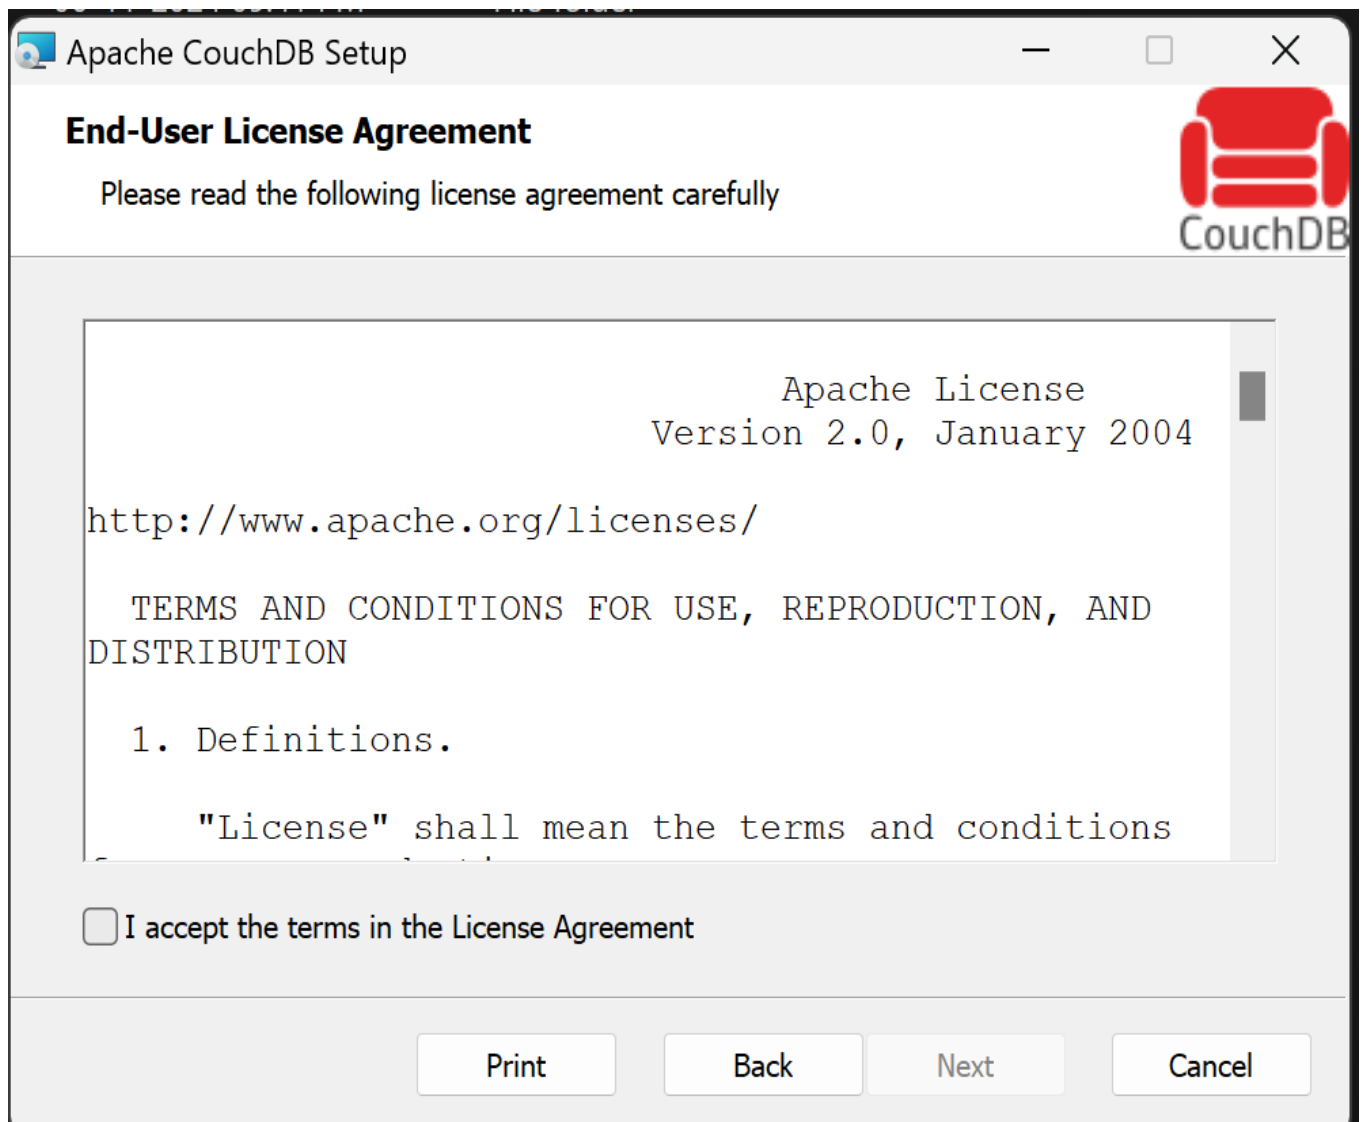 Apache CouchDB Setup
End-User License Agreement
Please read the following license agreement carefully
CouchDB
Apache License
Version 2.0, January 2004
http://www.apache.org/licenses/
TERMS AND CONDITIONS FOR USE, REPRODUCTION, AND
DISTRIBUTION
1. Definitions.
"License" shall mean the terms and conditions
I accept the terms in the License Agreement
Print Back Next Cancel